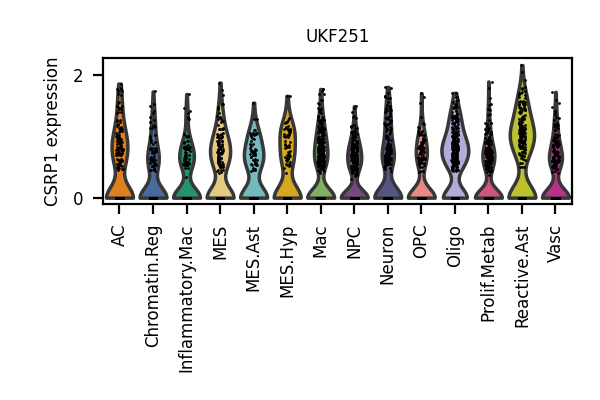 UKF251
CSRP1 expression
2
0
AC
Chromatin.Reg
Inflammatory.Mac
MES
MES.Ast
MES.Hyp
Mac
NPC
Neuron
OPC
Oligo
Prolif.Metab
Reactive.Ast
Vasc